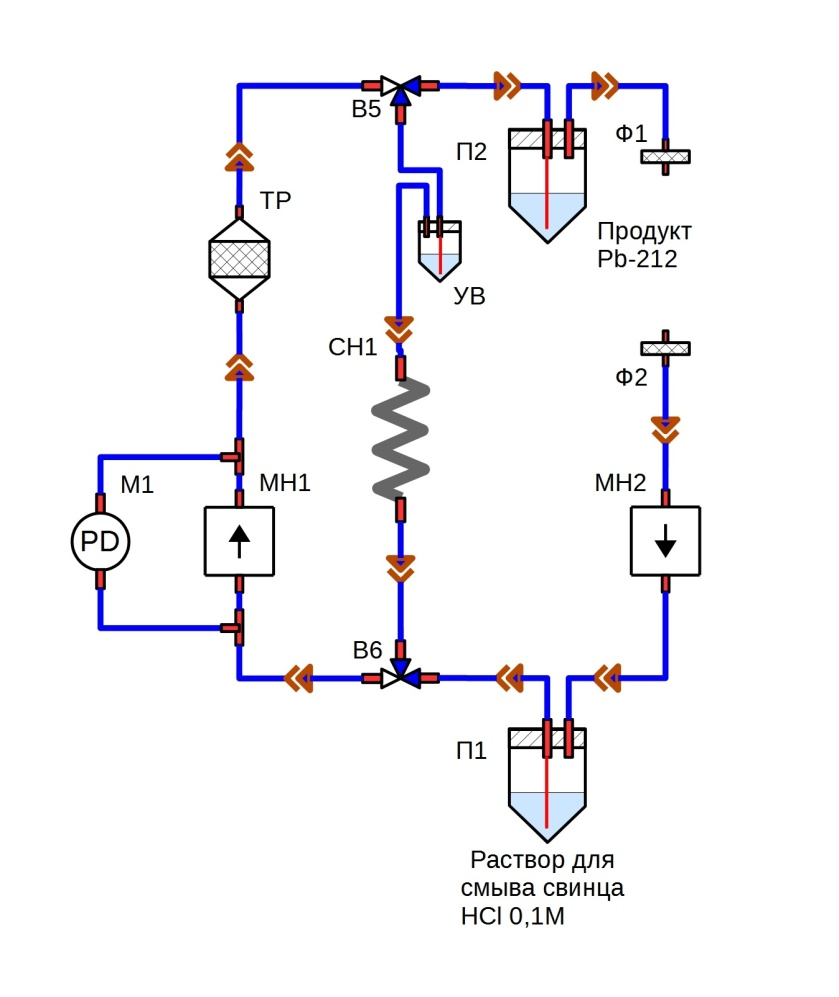 В5
П2
Ф1
ТР
Продукт
Pb-212
УВ
СН1
Ф2
М1
МН1
МН2
PD
В6
П1
Раствор для
смыва свинца
HCl 0,1М